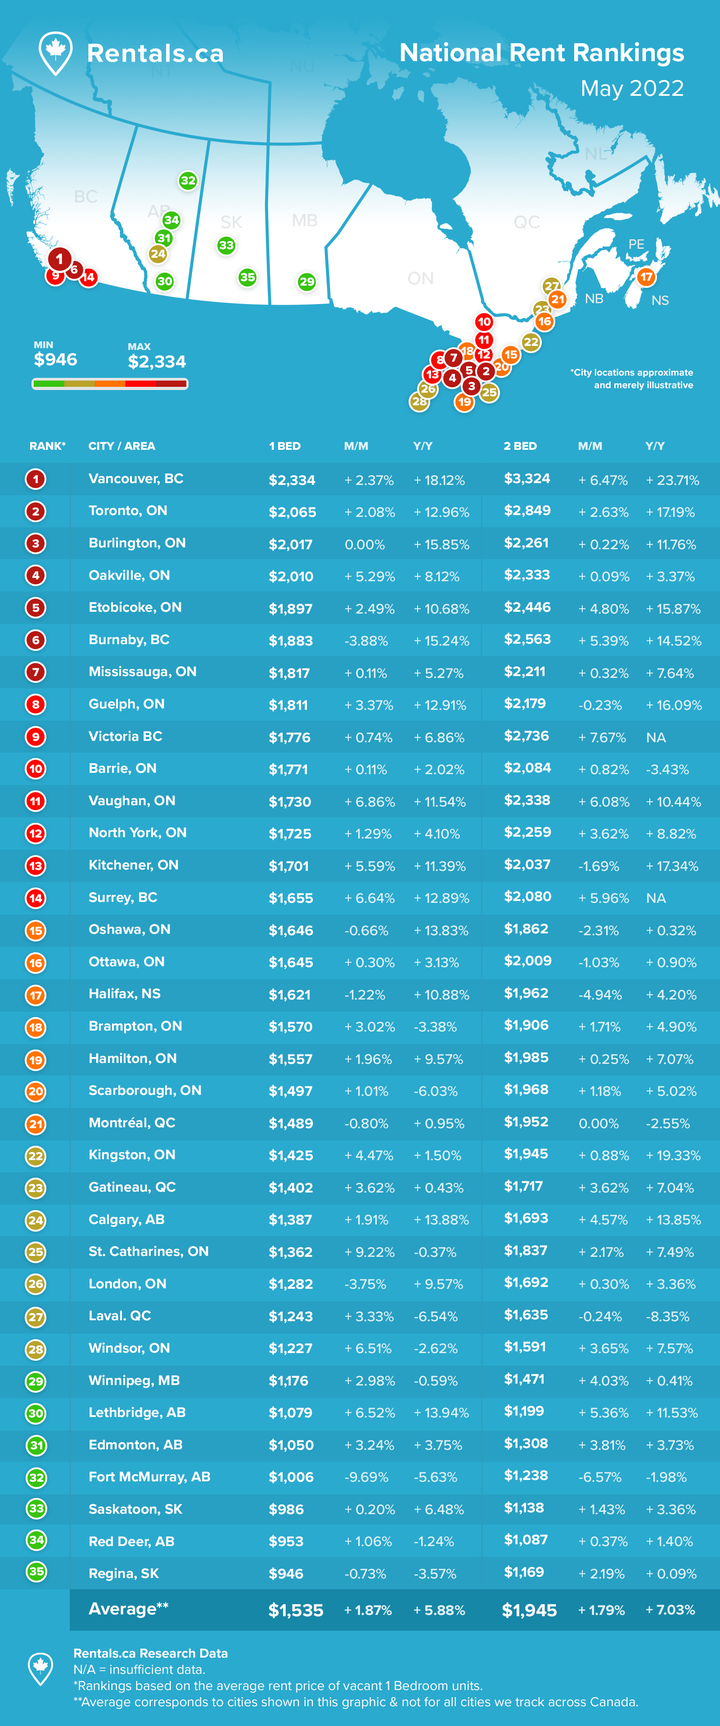 Rentals.ca
National Rent Rankings
May 2022
NT
NU
NL
BC
AB
SK
MB
ON
QC
PE
NB
NS
32
34
31
24
30
33
35
29
1
9
6
14
27
21
23
16
22
10
11
12
18
15
20
8
7
5
2
13
4
3
26
25
28
19
17
MIN
$946
MAX
$2,334
*City locations approximate
and merely illustrative
RANK* CITY / AREA 1 BED M/M Y/Y 2 BED M/M Y/Y
1 Vancouver, BC $2,334 + 2.37% + 18.12% $3,324 + 6.47% + 23.71%
2 Toronto, ON $2,065 + 2.08% + 12.96% $2,849 + 2.63% + 17.19%
3 Burlington, ON $2,017 0.00% + 15.85% $2,261 + 0.22% + 11.76%
4 Oakville, ON $2,010 + 5.29% + 8.12% $2,333 + 0.09% + 3.37%
5 Etobicoke, ON $1,897 + 2.49% + 10.68% $2,446 + 4.80% + 15.87%
6 Burnaby, BC $1,883 -3.88% + 15.24% $2,563 + 5.39% + 14.52%
7 Mississauga, ON $1,817 + 0.11% + 5.27% $2,211 + 0.32% + 7.64%
8 Guelph, ON $1,811 + 3.37% + 12.91% $2,179 -0.23% + 16.09%
9 Victoria BC $1,776 + 0.74% + 6.86% $2,736 + 7.67% NA
10 Barrie, ON $1,771 + 0.11% + 2.02% $2,084 + 0.82% -3.43%
11 Vaughan, ON $1,730 + 6.86% + 11.54% $2,338 + 6.08% + 10.44%
12 North York, ON $1,725 + 1.29% + 4.10% $2,259 + 3.62% + 8.82%
13 Kitchener, ON $1,701 + 5.59% + 11.39% $2,037 -1.69% + 17.34%
14 Surrey, BC $1,655 + 6.64% + 12.89% $2,080 + 5.96% NA
15 Oshawa, ON $1,646 -0.66% + 13.83% $1,862 -2.31% + 0.32%
16 Ottawa, ON $1,645 + 0.30% + 3.13% $2,009 -1.03% + 0.90%
17 Halifax, NS $1,621 -1.22% + 10.88% $1,962 -4.94% + 4.20%
18 Brampton, ON $1,570 + 3.02% -3.38% $1,906 + 1.71% + 4.90%
19 Hamilton, ON $1,557 + 1.96% + 9.57% $1,985 + 0.25% + 7.07%
20 Scarborough, ON $1,497 + 1.01% -6.03% $1,968 + 1.18% + 5.02%
21 Montréal, QC $1,489 -0.80% + 0.95% $1,952 0.00% -2.55%
22 Kingston, ON $1,425 + 4.47% + 1.50% $1,945 + 0.88% + 19.33%
23 Gatineau, QC $1,402 + 3.62% + 0.43% $1,717 + 3.62% + 7.04%
24 Calgary, AB $1,387 + 1.91% + 13.88% $1,693 + 4.57% + 13.85%
25 St. Catharines, ON $1,362 + 9.22% -0.37% $1,837 + 2.17% + 7.49%
26 London, ON $1,282 -3.75% + 9.57% $1,692 + 0.30% + 3.36%
27 Laval. QC $1,243 + 3.33% -6.54% $1,635 -0.24% -8.35%
28 Windsor, ON $1,227 + 6.51% -2.62% $1,591 + 3.65% + 7.57%
29 Winnipeg, MB $1,176 + 2.98% -0.59% $1,471 + 4.03% + 0.41%
30 Lethbridge, AB $1,079 + 6.52% + 13.94% $1,199 + 5.36% + 11.53%
31 Edmonton, AB $1,050 + 3.24% + 3.75% $1,308 + 3.81% + 3.73%
32 Fort McMurray, AB $1,006 -9.69% -5.63% $1,238 -6.57% -1.98%
33 Saskatoon, SK $986 + 0.20% + 6.48% $1,138 + 1.43% + 3.36%
34 Red Deer, AB $953 + 1.06% -1.24% $1,087 + 0.37% + 1.40%
35 Regina, SK $946 -0.73% -3.57% $1,169 + 2.19% + 0.09%
Average** $1,535 + 1.87% + 5.88% $1,945 + 1.79% + 7.03%
Rentals.ca Research Data
N/A = insufficient data.
*Rankings based on the average rent price of vacant 1 Bedroom units.
**Average corresponds to cities shown in this graphic & not for all cities we track across Canada.